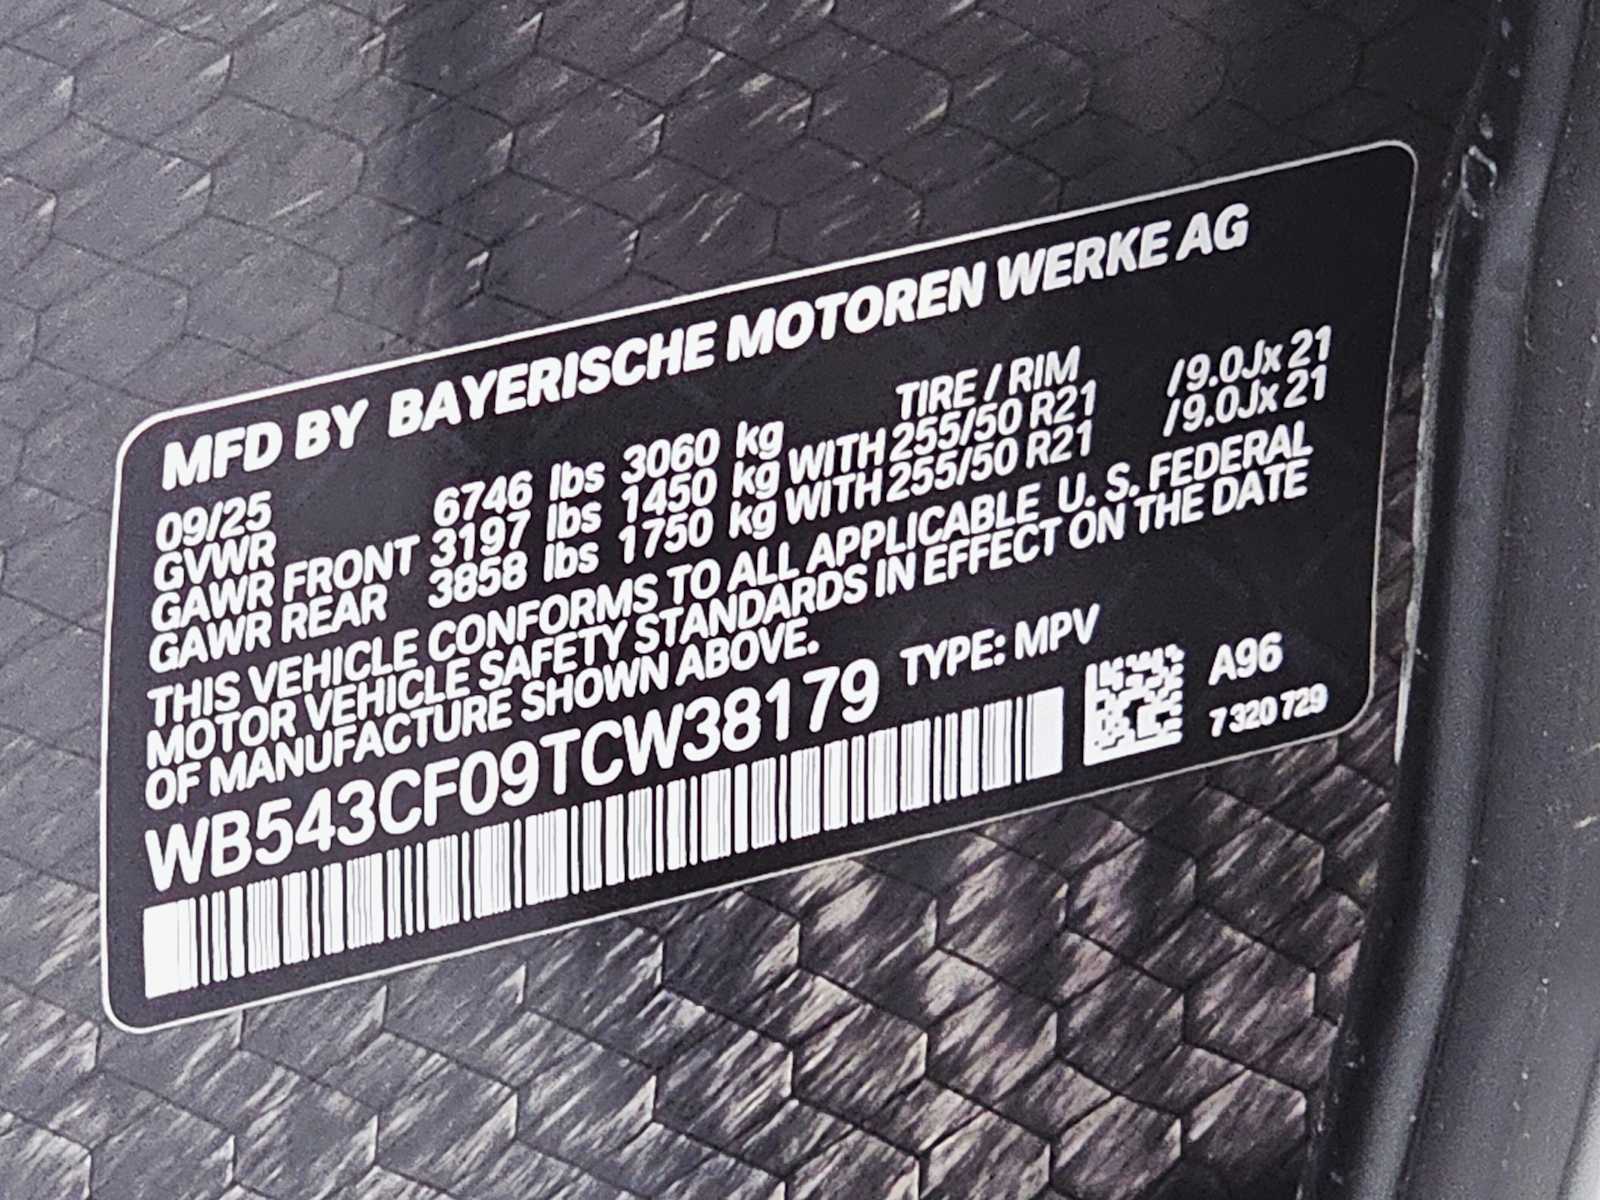 MFD BY BAYERISCHE MOTOREN WERKE AG
09/25 TIRE / RIM
GVWR 6746 lbs 3060 kg
GAWR FRONT 3197 lbs 1450 kg WITH 255/50 R21 /9.0Jx 21
GAWR REAR 3858 lbs 1750 kg WITH 255/50 R21 /9.0Jx 21
THIS VEHICLE CONFORMS TO ALL APPLICABLE U. S. FEDERAL
MOTOR VEHICLE SAFETY STANDARDS IN EFFECT ON THE DATE
OF MANUFACTURE SHOWN ABOVE.
WB543CF09TCW38179 TYPE: MPV
A96
7 320 729